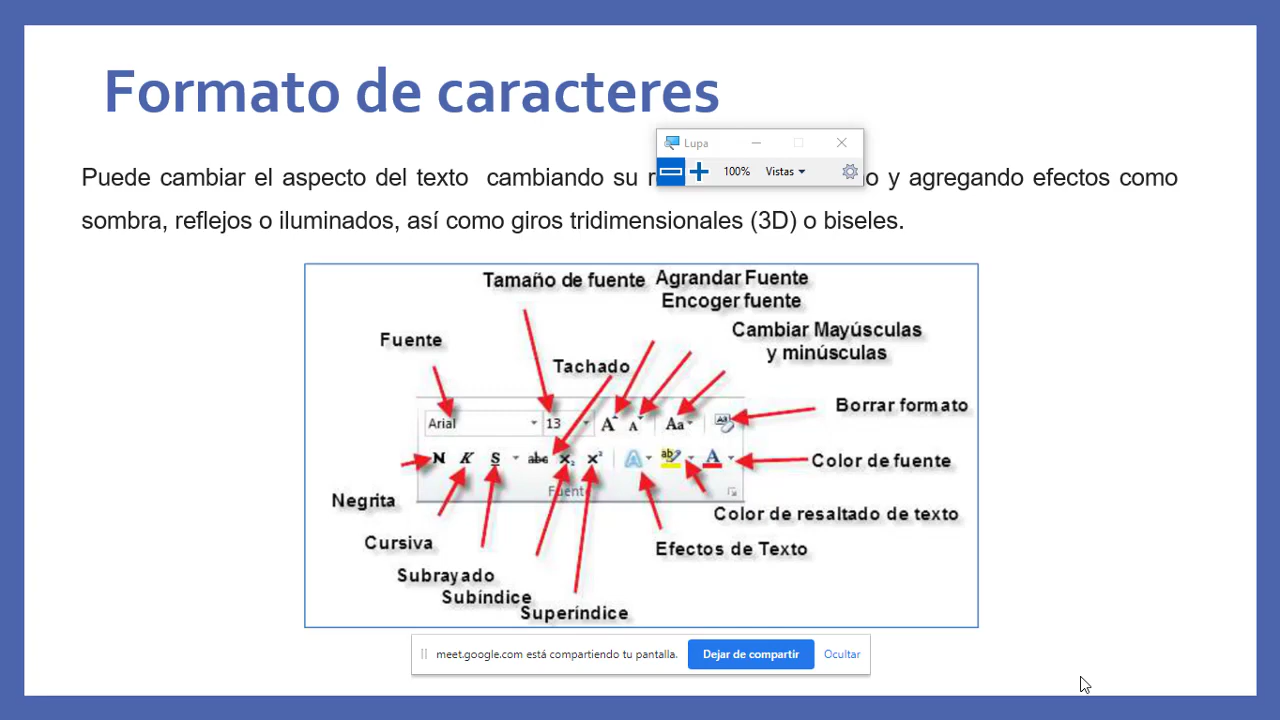 Formato de caracteres
Lupa
100% Vistas
Puede cambiar el aspecto del texto cambiando su o y agregando efectos como
sombra, reflejos o iluminados, así como giros tridimensionales (3D) o biseles.
Tamaño de fuente
Agrandar Fuente
Encoger fuente
Cambiar Mayúsculas
y minúsculas
Fuente
Tachado
Borrar formato
Arial 13 A A Aa
N K S abc X₂ X² A ab A
Fuente
Color de fuente
Negrita
Color de resaltado de texto
Cursiva
Efectos de Texto
Subrayado
Subíndice
Superíndice
meet.google.com está compartiendo tu pantalla. Dejar de compartir Ocultar